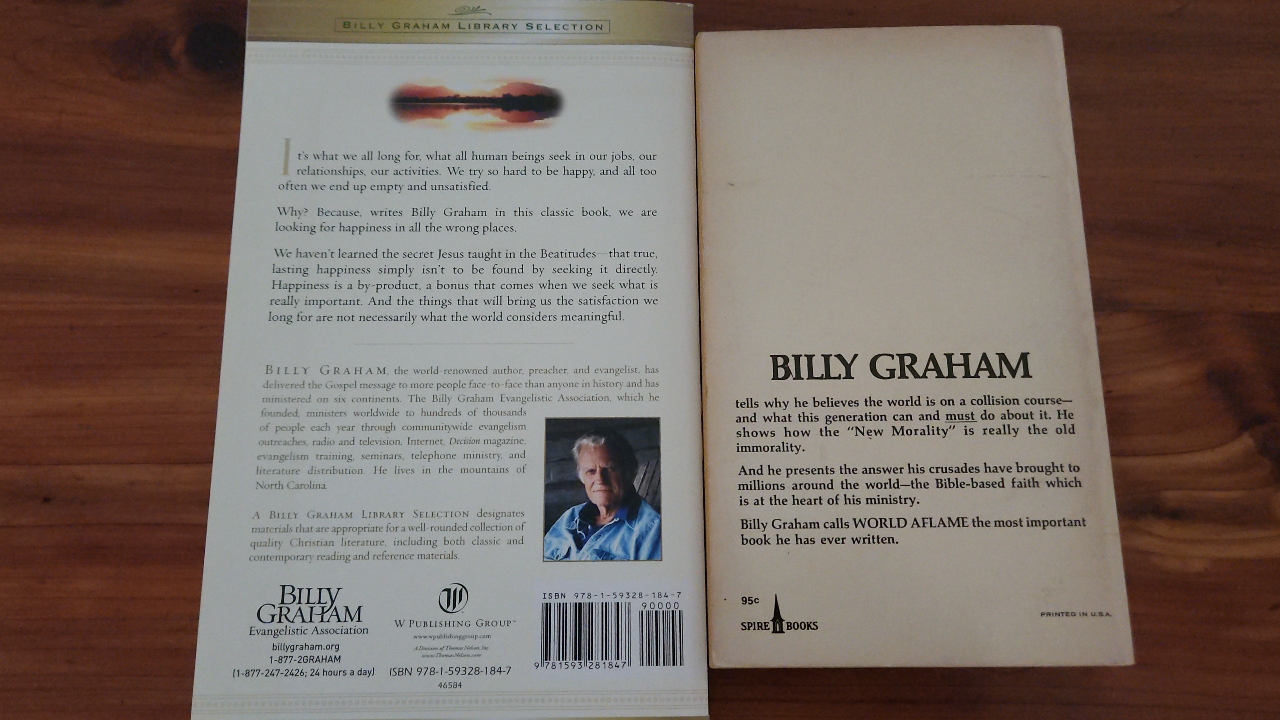 BILLY GRAHAM LIBRARY SELECTION
It's what we all long for, what all human beings seek in our jobs, our
relationships, our activities. We try so hard to be happy, and all too
often we end up empty and unsatisfied.
Why? Because, writes Billy Graham in this classic book, we are
looking for happiness in all the wrong places.
We haven't learned the secret Jesus taught in the Beatitudes—that true,
lasting happiness simply isn't to be found by seeking it directly.
Happiness is a by-product, a bonus that comes when we seek what is
really important. And the things that will bring us the satisfaction we
long for are not necessarily what the world considers meaningful.
BILLY GRAHAM, the world-renowned author, preacher, and evangelist, has
delivered the Gospel message to more people face-to-face than anyone in history and has
ministered on six continents. The Billy Graham Evangelistic Association, which he
founded, ministers worldwide to hundreds of thousands
of people each year through communitywide evangelism
outreaches, radio and television, Internet, Decision magazine,
evangelism training, seminars, telephone ministry, and
literature distribution. He lives in the mountains of
North Carolina.
A BILLY GRAHAM LIBRARY SELECTION designates
materials that are appropriate for a well-rounded collection of
quality Christian literature, including both classic and
contemporary reading and reference materials.
BILLY
GRAHAM
Evangelistic Association
billygraham.org
1-877-2GRAHAM
(1-877-247-2426; 24 hours a day)
W
W PUBLISHING GROUP™
www.wpublishinggroup.com
A Division of Thomas Nelson, Inc.
www.ThomasNelson.com
ISBN 978-1-59328-184-7
46584
ISBN 978-1-59328-184-7
90000
9 781593 281847
BILLY GRAHAM
tells why he believes the world is on a collision course—
and what this generation can and must do about it. He
shows how the "New Morality" is really the old
immorality.
And he presents the answer his crusades have brought to
millions around the world—the Bible-based faith which
is at the heart of his ministry.
Billy Graham calls WORLD AFLAME the most important
book he has ever written.
95c
SPIRE BOOKS
PRINTED IN U.S.A.